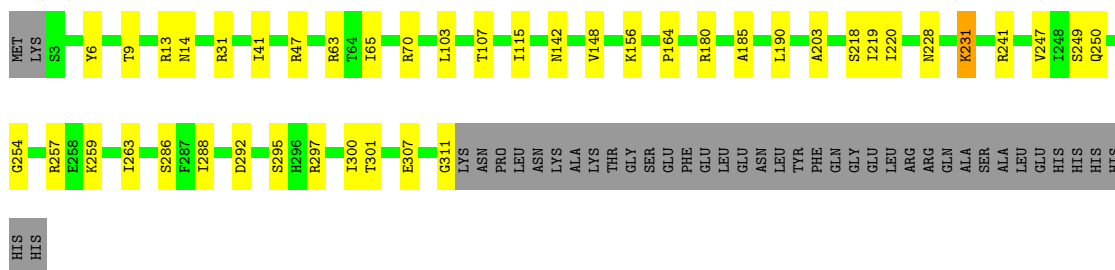 MET LYS S3 Y6 T9 R13 N14 R31 I41 R47 R63 T64 I65 R70 L103 T107 I115 N142 V148 K156 P164 R180 A185 L190 A203 S218 I219 I220 N228 K231 R241 V247 I248 S249 Q250
G254 R257 E258 K259 I263 S286 F287 I288 D292 S295 H296 R297 I300 T301 E307 G311 LYS ASN PRO LEU ASN LYS ALA LYS THR GLY SER GLU PHE GLU LEU GLU ASN LEU TYR PHE GLN GLY GLU LEU ARG ARG GLN ALA SER ALA LEU GLU HIS HIS HIS HIS
HIS HIS